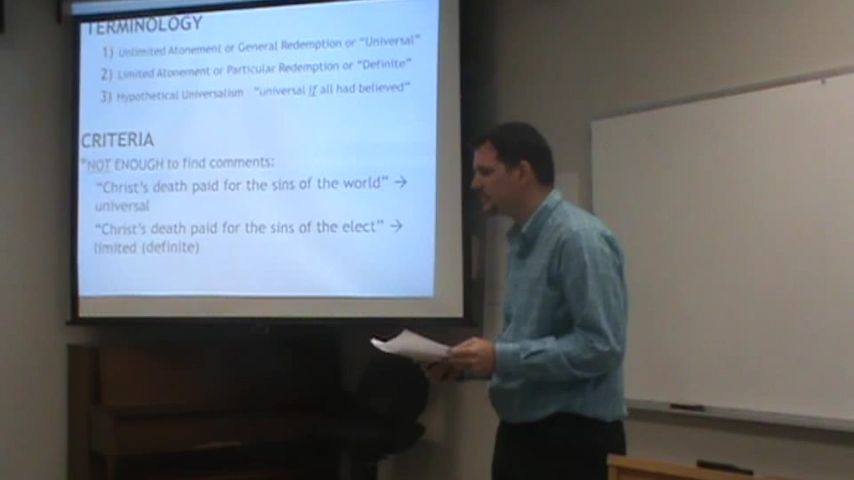 TERMINOLOGY
1) Unlimited Atonement or General Redemption or "Universal"
2) Limited Atonement or Particular Redemption or "Definite"
3) Hypothetical Universalism - "universal if all had believed"
CRITERIA
*NOT ENOUGH to find comments:
"Christ's death paid for the sins of the world" →
universal
"Christ's death paid for the sins of the elect" →
limited (definite)